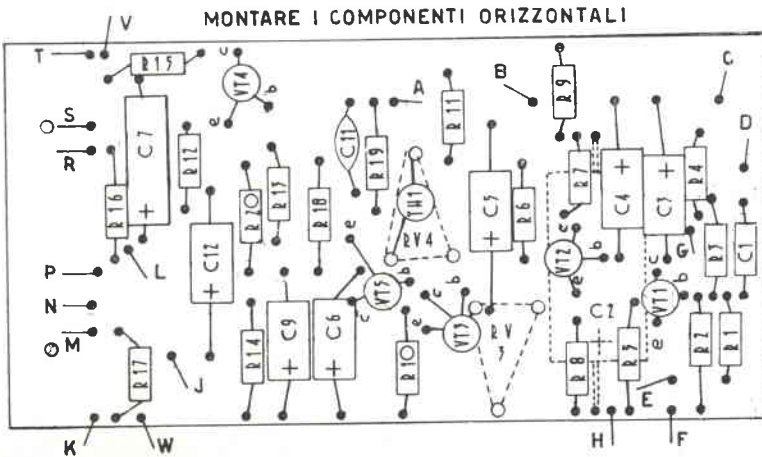 MONTARE I COMPONENTI ORIZZONTALI
V
T
R15
c
VT4
b
e
S
R
C7
+
R12
R16
L
C12
+
R20
R13
R18
C11
R19
A
R11
TH1
RV4
B
R9
C
D
C5
+
R6
R7
C4
+
C3
+
R4
G
R3
C1
P
N
M
e
b
VT5
c
c
b
e
VT3
RV
3
c
VT2
b
e
c
b
VT1
e
C2
+
R14
C9
+
C6
+
R10
R8
R5
R2
R1
R17
J
E
K
W
H
F